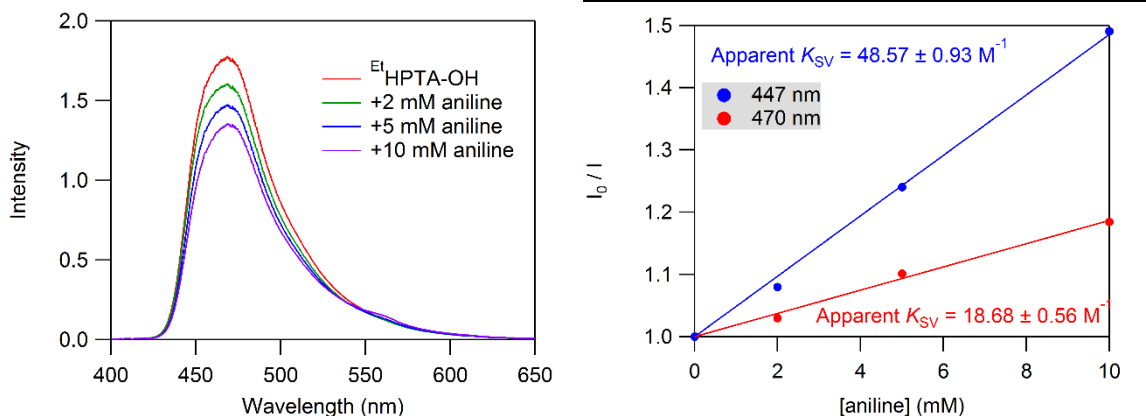 2.0
1.5
1.0
0.5
0.0
Intensity
400
450
500
550
600
650
Wavelength (nm)
EtHPTA-OH
+2 mM aniline
+5 mM aniline
+10 mM aniline
1.5
1.4
1.3
1.2
1.1
1.0
I0 / I
0
2
4
6
8
10
[aniline] (mM)
Apparent KSV = 48.57 ± 0.93 M-1
447 nm
470 nm
Apparent KSV = 18.68 ± 0.56 M-1